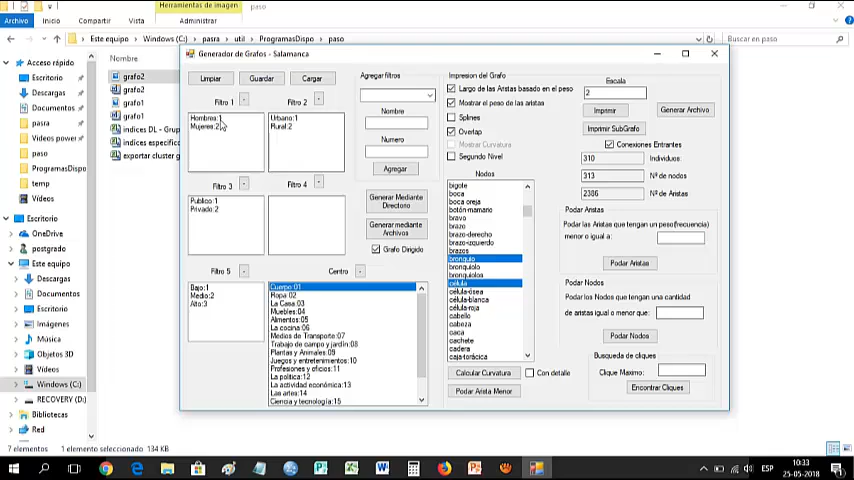 Herramientas de imagen
paso
Archivo
Inicio
Compartir
Vista
Administrar
Este equipo
Windows (C:)
pasra
util
ProgramasDispo
paso
Buscar en paso
Acceso rápido
Escritorio
Descargas
Documentos
pasra
Videos power
paso
ProgramasDispo
temp
Vídeos
Escritorio
OneDrive
postgrado
Este equipo
Descargas
Documentos
Escritorio
Imágenes
Música
Objetos 3D
Vídeos
Windows (C:)
RECOVERY (D:)
Bibliotecas
Red
Nombre
grafo2
grafo2
grafo1
grafo1
indices DL - Grup
indices especifico
exportar cluster g
7 elementos
1 elemento seleccionado 134 KB
Generador de Grafos - Salamanca
Limpiar
Guardar
Cargar
Filtro 1
-
Filtro 2
-
Hombres:1
Mujeres:2
Urbano:1
Rural:2
Filtro 3
-
Filtro 4
-
Publico:1
Privado:2
Filtro 5
-
Centro
-
Bajo:1
Medio:2
Alto:3
Cuerpo:01
Ropa:02
La Casa:03
Muebles:04
Alimentos:05
La cocina:06
Medios de Transporte:07
Trabajo de campo y jardín:08
Plantas y Animales:09
Juegos y entretenimientos:10
Profesiones y oficios:11
La política:12
La actividad económica:13
Las artes:14
Ciencia y tecnología:15
Agregar filtros
Nombre
Numero
Agregar
Generar Mediante
Directorio
Generar mediante
Archivos
Grafo Dirigido
Impresion del Grafo
Largo de las Aristas basado en el peso
Mostrar el peso de las aristas
Splines
Overlap
Mostrar Curvatura
Segundo Nivel
Nodos
bigote
boca
boca oreja
botón-mamario
bravo
brazo
brazo-derecho
brazo-izquierdo
brazos
bronquio
bronquiolo
bronquiolos
célula
célula-ósea
célula-blanca
célula-roja
cabello
cabeza
caca
cachete
cadera
caja-torácica
Calcular Curvatura
Con detalle
Podar Arista Menor
Escala
2
Imprimir
Generar Archivo
Imprimir SubGrafo
Conexiones Entrantes
310
Individuos:
313
Nº de nodos
2386
Nº de Aristas
Podar Aristas
Podar las Aristas que tengan un peso(frecuencia)
menor o igual a:
Podar Aristas
Podar Nodos
Podar los Nodos que tengan una cantidad
de aristas igual o menor que:
Podar Nodos
Busqueda de cliques
Clique Maximo:
Encontrar Cliques
ESP
10:33
25-05-2018